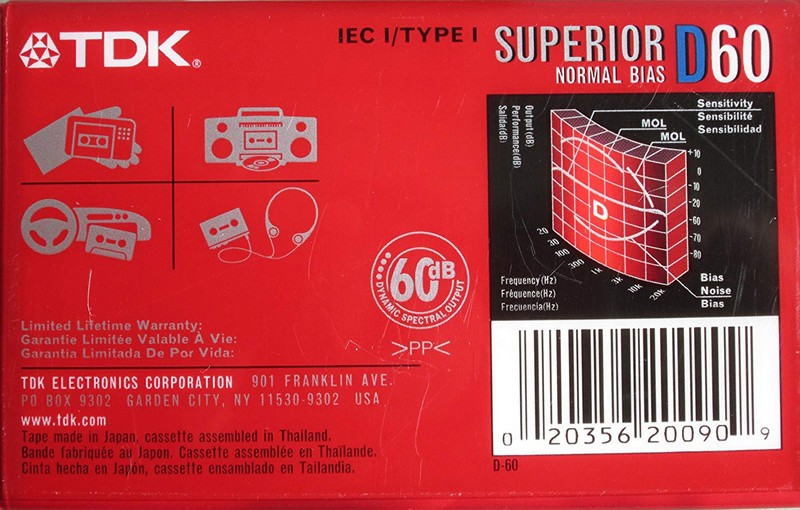 TDK®
IEC I/TYPE I
SUPERIOR D60
NORMAL BIAS
Output(dB)
Performance(dB)
Salida(dB)
Sensitivity
Sensibilité
Sensibilidad
MOL
MOL
+10
0
-10
-20
-60
-70
-80
D
20
30
100
300
1k
3k
10k
20k
Frequency(Hz)
Fréquence(Hz)
Frecuencia(Hz)
Bias
Noise
Bias
60dB
DYNAMIC SPECTRAL OUTPUT
>PP<
Limited Lifetime Warranty:
Garantie Limitée Valable À Vie:
Garantia Limitada De Por Vida:
TDK ELECTRONICS CORPORATION 901 FRANKLIN AVE.
PO BOX 9302 GARDEN CITY, NY 11530-9302 USA
www.tdk.com
Tape made in Japan, cassette assembled in Thailand.
Bande fabriquée au Japon. Cassette assemblée en Thaïlande.
Cinta hecha en Japón, cassette ensamblado en Tailandia.
0 20356 20090 9
D-60